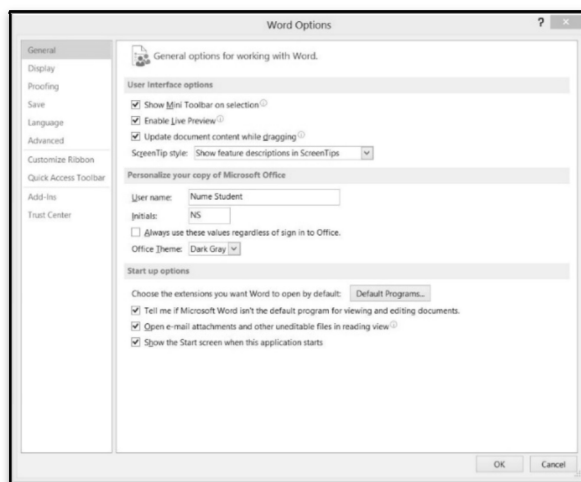 Word Options
?
General
Display
Proofing
Save
Language
Advanced
Customize Ribbon
Quick Access Toolbar
Add-Ins
Trust Center
General options for working with Word.
User Interface options
Show Mini Toolbar on selection
Enable Live Preview
Update document content while dragging
ScreenTip style: Show feature descriptions in ScreenTips
Personalize your copy of Microsoft Office
User name: Nume Student
Initials: NS
Always use these values regardless of sign in to Office.
Office Theme: Dark Gray
Start up options
Choose the extensions you want Word to open by default: Default Programs...
Tell me if Microsoft Word isn't the default program for viewing and editing documents.
Open e-mail attachments and other uneditable files in reading view
Show the Start screen when this application starts
OK Cancel